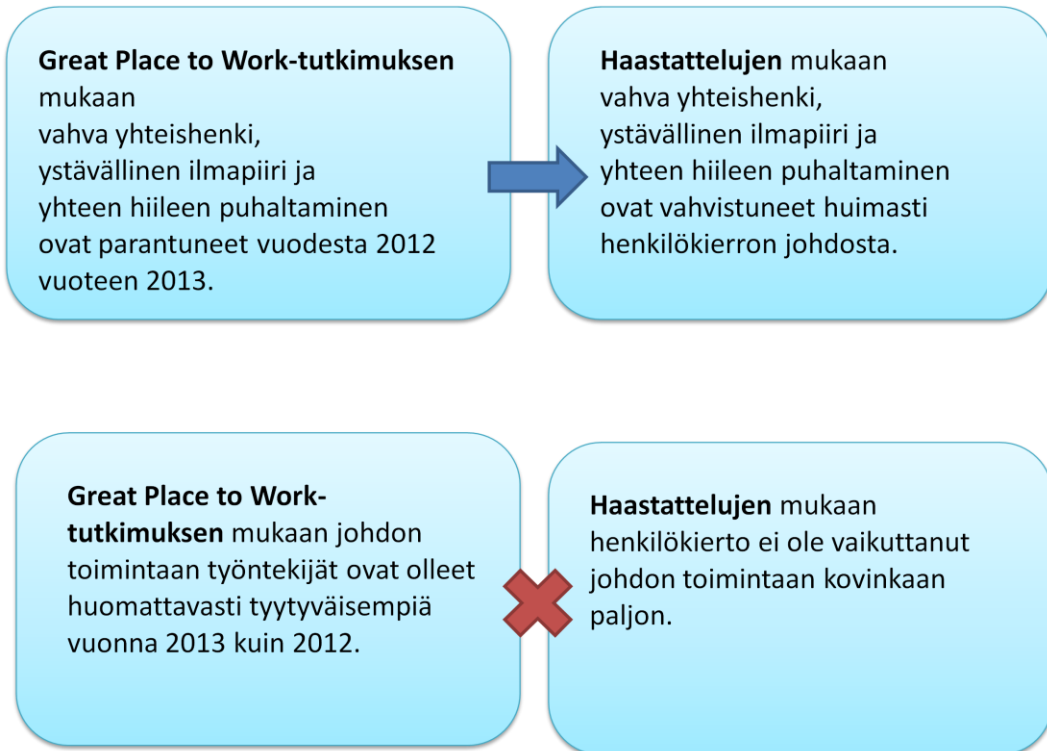 Great Place to Work-tutkimuksen
mukaan
vahva yhteishenki,
ystävällinen ilmapiiri ja
yhteen hiileen puhaltaminen
ovat parantuneet vuodesta 2012
vuoteen 2013.
Haastattelujen mukaan
vahva yhteishenki,
ystävällinen ilmapiiri ja
yhteen hiileen puhaltaminen
ovat vahvistuneet huimasti
henkilökierron johdosta.
Great Place to Work-
tutkimuksen mukaan johdon
toimintaan työntekijät ovat olleet
huomattavasti tyytyväisempiä
vuonna 2013 kuin 2012.
Haastattelujen mukaan
henkilökierto ei ole vaikuttanut
johdon toimintaan kovinkaan
paljon.